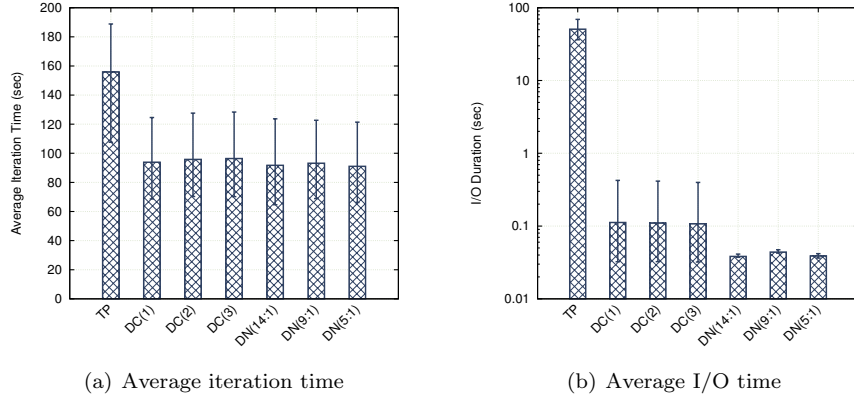 200
180
160
140
120
100
80
60
40
20
0
Average Iteration Time (sec)
TP
DC(1)
DC(2)
DC(3)
DN(14:1)
DN(9:1)
DN(5:1)
(a) Average iteration time
100
10
1
0.1
0.01
I/O Duration (sec)
TP
DC(1)
DC(2)
DC(3)
DN(14:1)
DN(9:1)
DN(5:1)
(b) Average I/O time